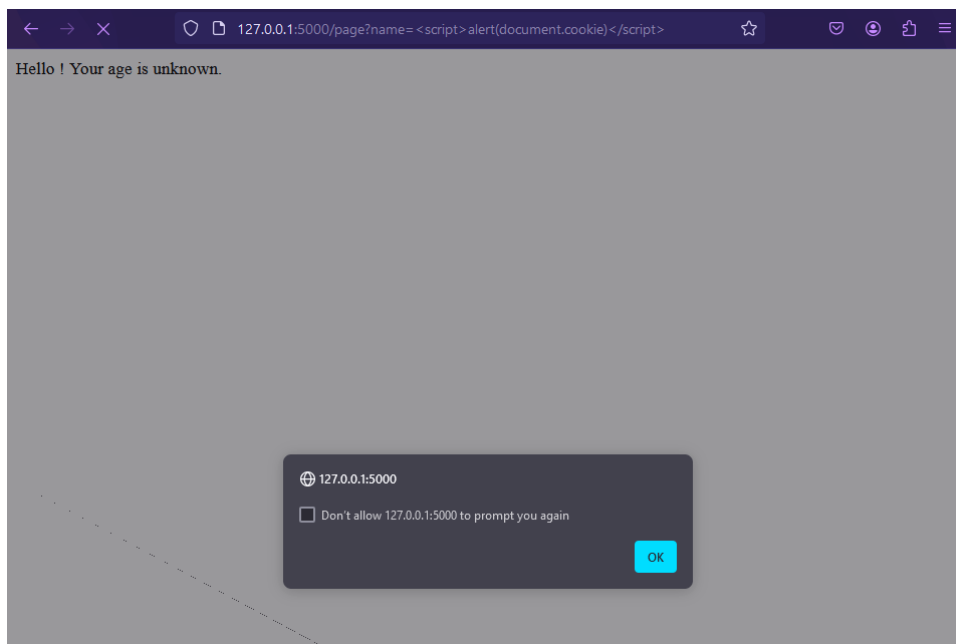 127.0.0.1:5000/page?name=<script>alert(document.cookie)</script>
Hello ! Your age is unknown.
127.0.0.1:5000
Don't allow 127.0.0.1:5000 to prompt you again
OK